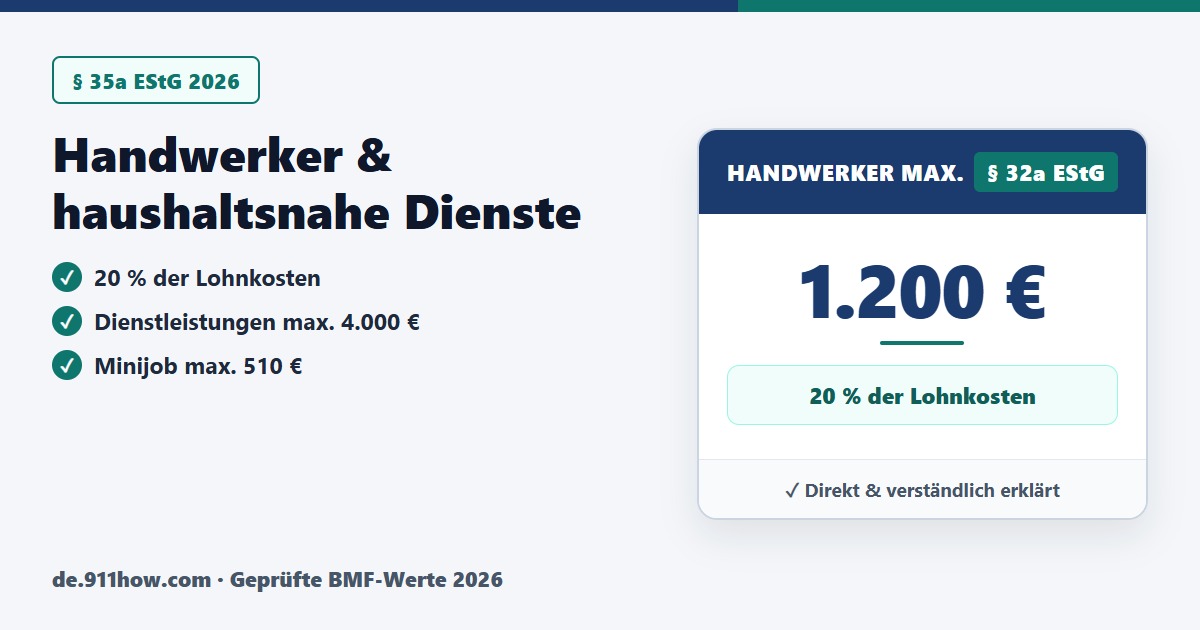 § 35a EStG 2026
Handwerker &
haushaltsnahe Dienste
✓ 20 % der Lohnkosten
✓ Dienstleistungen max. 4.000 €
✓ Minijob max. 510 €
HANDWERKER MAX. § 32a EStG
1.200 €
20 % der Lohnkosten
✓ Direkt & verständlich erklärt
de.911how.com · Geprüfte BMF-Werte 2026